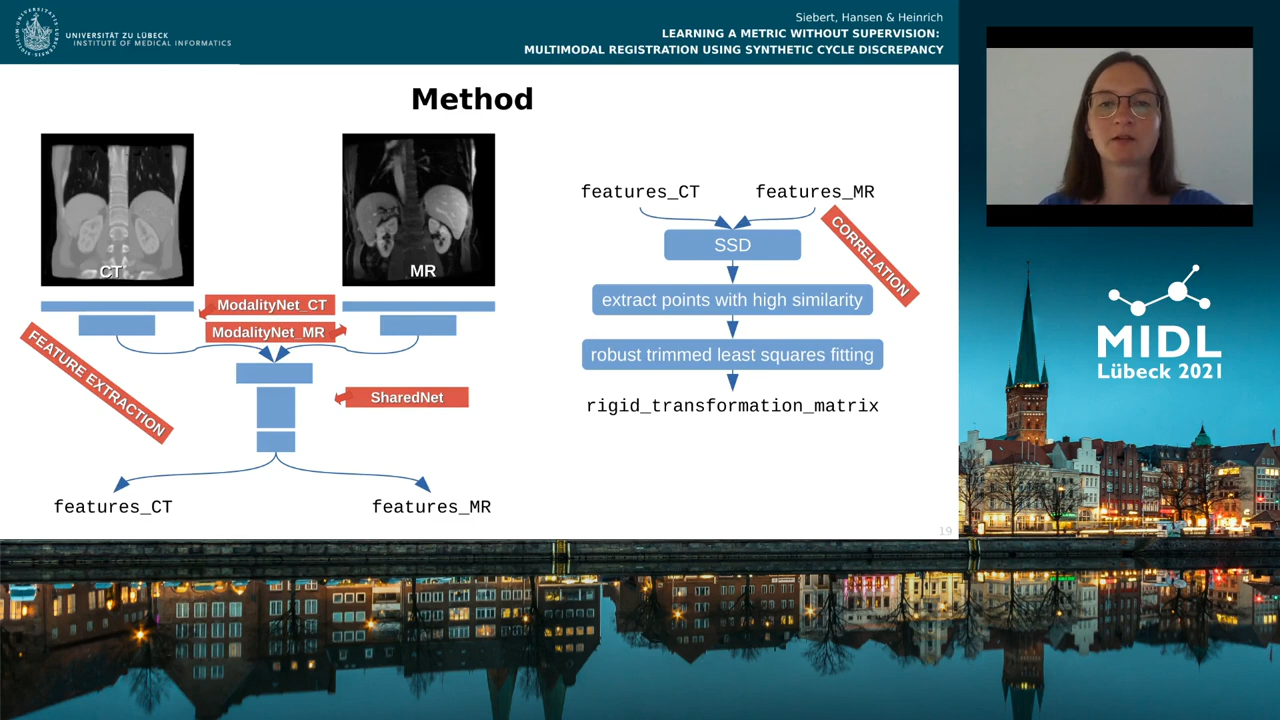 UNIVERSITÄT ZU LÜBECK
INSTITUTE OF MEDICAL INFORMATICS
Siebert, Hansen & Heinrich
LEARNING A METRIC WITHOUT SUPERVISION:
MULTIMODAL REGISTRATION USING SYNTHETIC CYCLE DISCREPANCY
Method
CT
MR
ModalityNet_CT
ModalityNet_MR
FEATURE EXTRACTION
SharedNet
features_CT
features_MR
features_CT
features_MR
CORRELATION
SSD
extract points with high similarity
robust trimmed least squares fitting
rigid_transformation_matrix
19
MIDL
Lübeck 2021